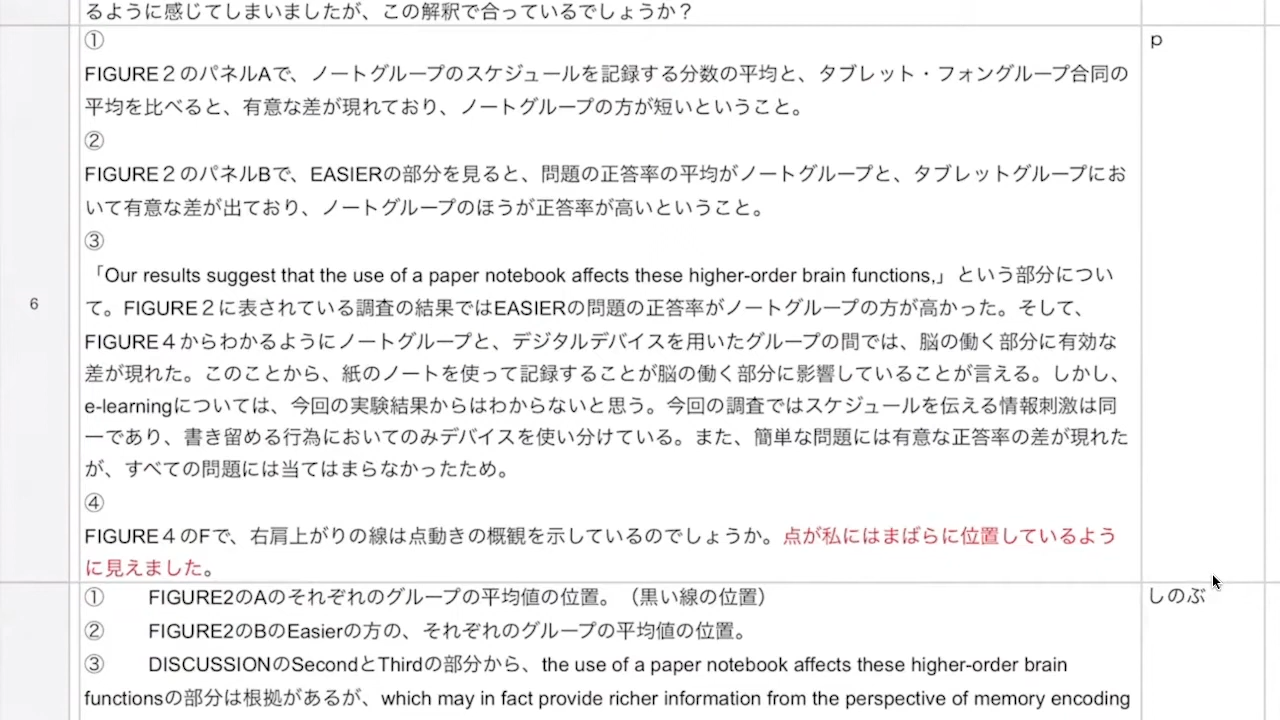 るように感じてしまいましたが、この解釈で合っているでしょうか？
①
p
FIGURE２のパネルAで、ノートグループのスケジュールを記録する分数の平均と、タブレット・フォングループ合同の
平均を比べると、有意な差が現れており、ノートグループの方が短いということ。
②
FIGURE２のパネルBで、EASIERの部分を見ると、問題の正答率の平均がノートグループと、タブレットグループにお
いて有意な差が出ており、ノートグループのほうが正答率が高いということ。
③
「Our results suggest that the use of a paper notebook affects these higher-order brain functions,」という部分につい
6
て。FIGURE２に表されている調査の結果ではEASIERの問題の正答率がノートグループの方が高かった。そして、
FIGURE４からわかるようにノートグループと、デジタルデバイスを用いたグループの間では、脳の働く部分に有効な
差が現れた。このことから、紙のノートを使って記録することが脳の働く部分に影響していることが言える。しかし、
e-learningについては、今回の実験結果からはわからないと思う。今回の調査ではスケジュールを伝える情報刺激は同
一であり、書き留める行為においてのみデバイスを使い分けている。また、簡単な問題には有意な正答率の差が現れた
が、すべての問題には当てはまらなかったため。
④
FIGURE４のFで、右肩上がりの線は点動きの概観を示しているのでしょうか。点が私にはまばらに位置しているよう
に見えました。
① FIGURE2のAのそれぞれのグループの平均値の位置。（黒い線の位置）
しのぶ
② FIGURE2のBのEasierの方の、それぞれのグループの平均値の位置。
③ DISCUSSIONのSecondとThirdの部分から、the use of a paper notebook affects these higher-order brain
functionsの部分は根拠があるが、which may in fact provide richer information from the perspective of memory encoding